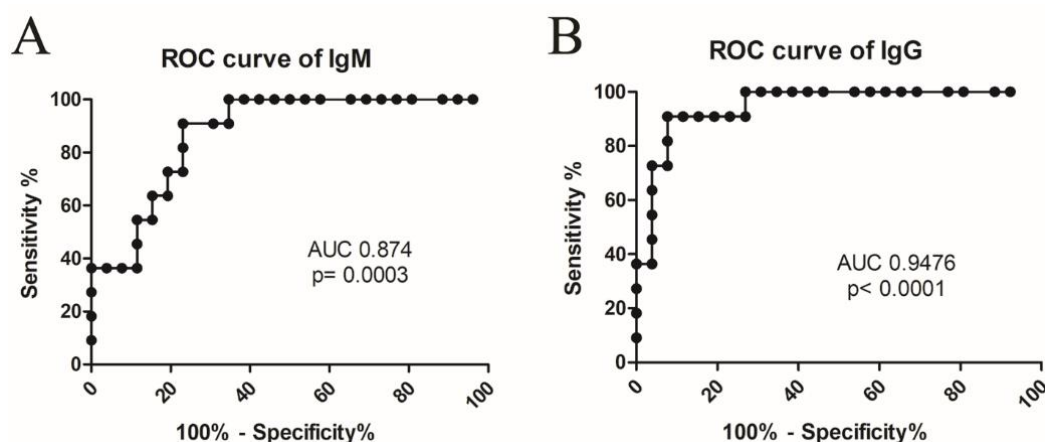 A
ROC curve of IgM
Sensitivity %
100
80
60
40
20
0
AUC 0.874
p= 0.0003
0 20 40 60 80 100
100% - Specificity%
B
ROC curve of IgG
Sensitivity %
100
80
60
40
20
0
AUC 0.9476
p< 0.0001
0 20 40 60 80 100
100% - Specificity%